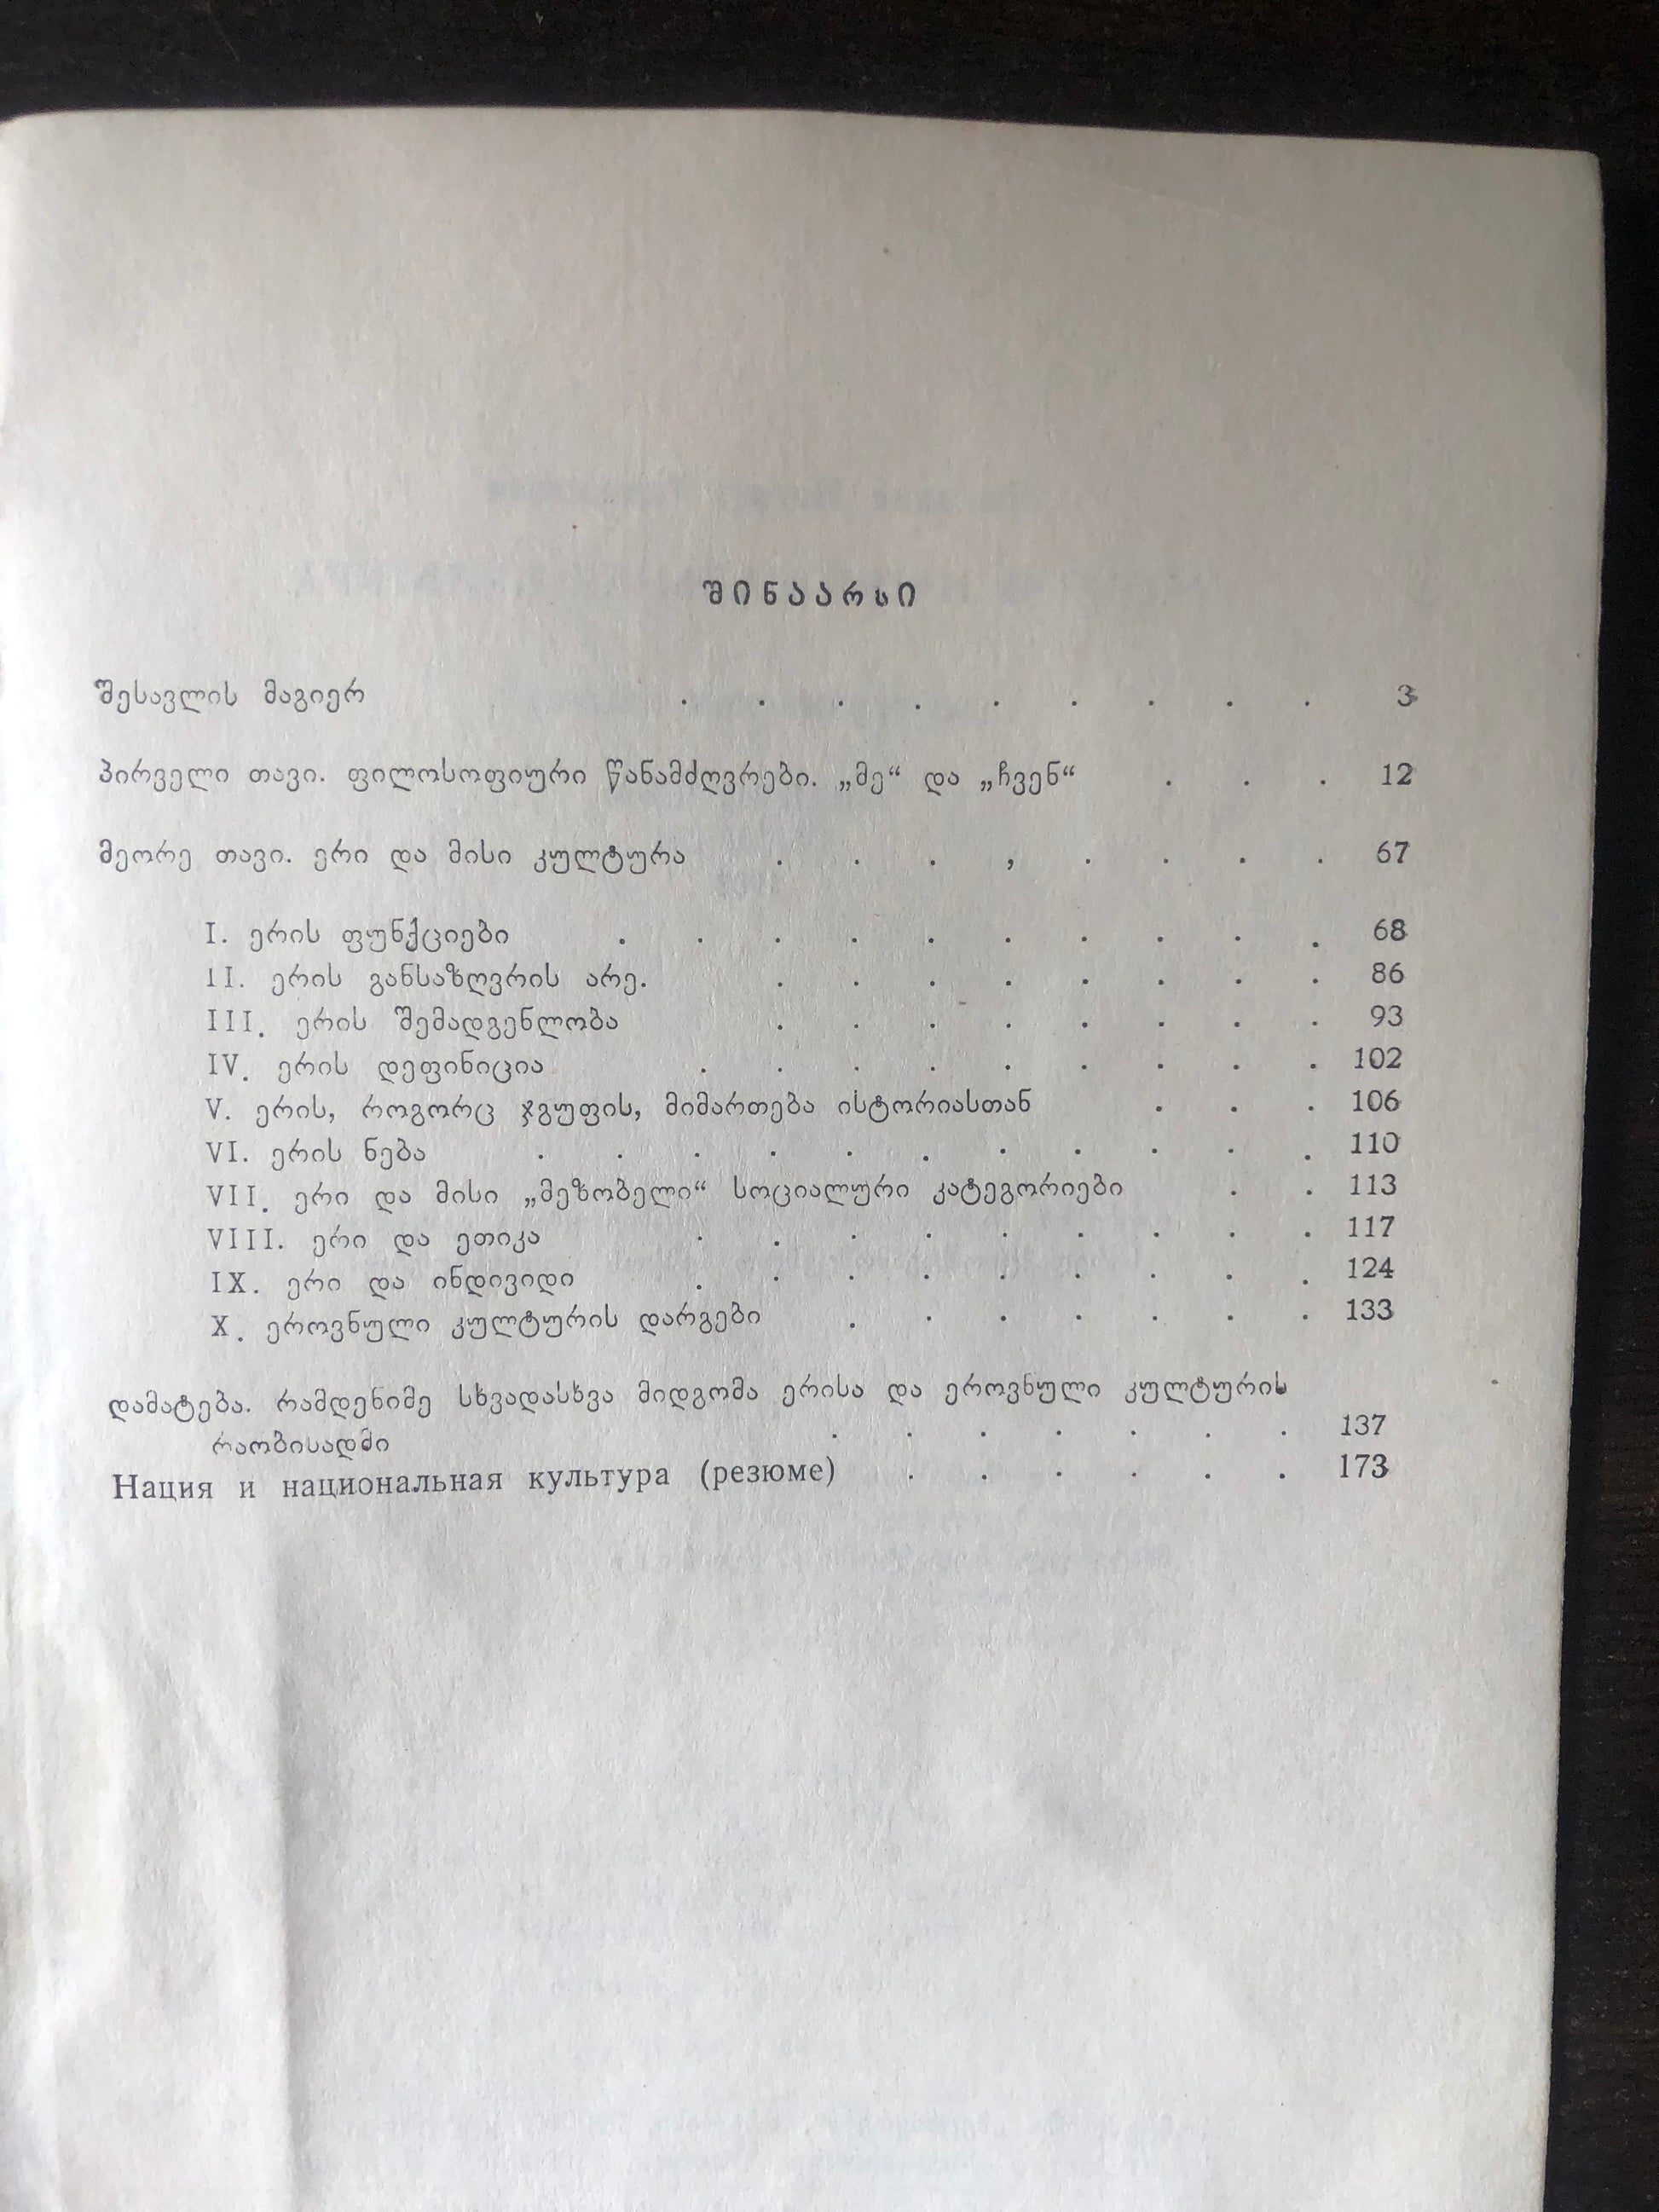 შინაარსი
შესავლის მაგიერ . . . . . . . . . 3
პირველი თავი. ფილოსოფიური წანამძღვრები. „მე“ და „ჩვენ“ . . . 12
მეორე თავი. ერი და მისი კულტურა . . . , . . . . 67
I. ერის ფუნქციები . . . . . . . . . . 68
II. ერის განსაზღვრის არე. . . . . . . . . 86
III. ერის შემადგენლობა . . . . . . . . 93
IV. ერის დეფინიცია . . . . . . . . . 102
V. ერის, როგორც ჯგუფის, მიმართება ისტორიასთან . . . 106
VI. ერის ნება . . . . . . . . . . . 110
VII. ერი და მისი „მეზობელი“ სოციალური კატეგორიები . . 113
VIII. ერი და ეთიკა . . . . . . . . . 117
IX. ერი და ინდივიდი . . . . . . . . . 124
X. ეროვნული კულტურის დარგები . . . . . . . 133
დამატება. რამდენიმე სხვადასხვა მიდგომა ერისა და ეროვნული კულტურის
რაობისადმი . . . . . . . 137
Нация и национальная культура (резюме) . . . . . . 173